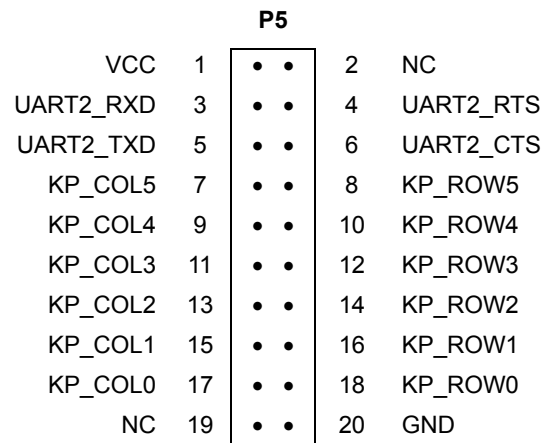 P5
VCC 1 2 NC
UART2_RXD 3 4 UART2_RTS
UART2_TXD 5 6 UART2_CTS
KP_COL5 7 8 KP_ROW5
KP_COL4 9 10 KP_ROW4
KP_COL3 11 12 KP_ROW3
KP_COL2 13 14 KP_ROW2
KP_COL1 15 16 KP_ROW1
KP_COL0 17 18 KP_ROW0
NC 19 20 GND